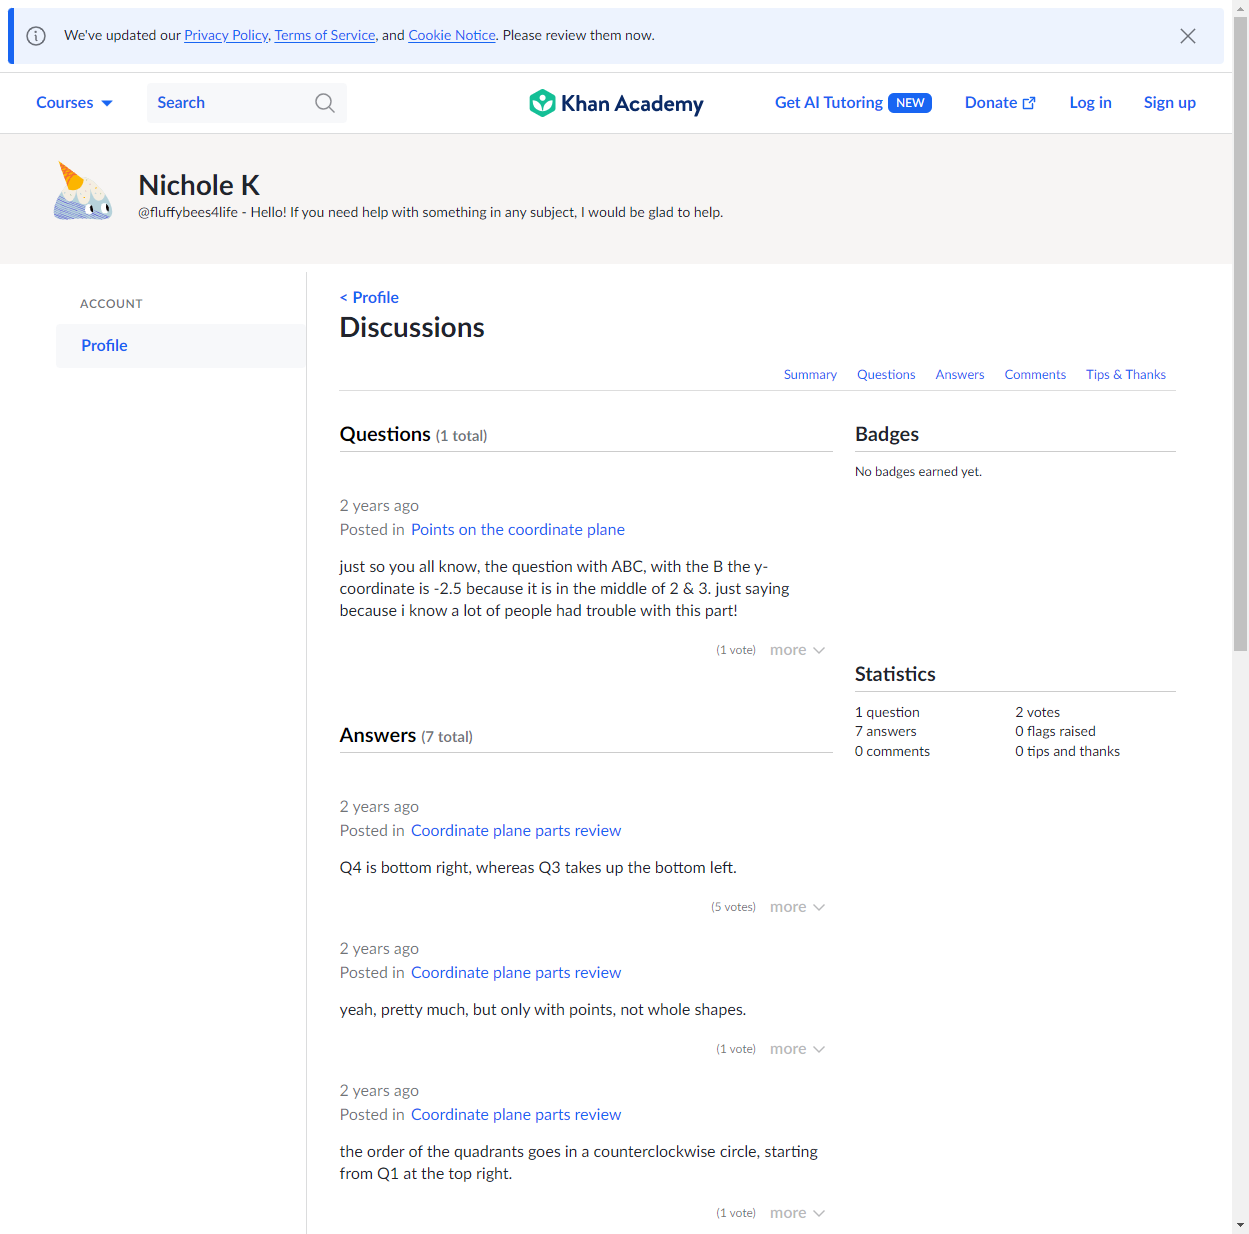 We've updated our Privacy Policy, Terms of Service, and Cookie Notice. Please review them now.
Courses
Search
Khan Academy
Get AI Tutoring NEW
Donate
Log in
Sign up
Nichole K
@fluffybees4life - Hello! If you need help with something in any subject, I would be glad to help.
ACCOUNT
Profile
< Profile
Discussions
Summary Questions Answers Comments Tips & Thanks
Questions (1 total)
2 years ago
Posted in Points on the coordinate plane
just so you all know, the question with ABC, with the B the y-
coordinate is -2.5 because it is in the middle of 2 & 3. just saying
because i know a lot of people had trouble with this part!
(1 vote) more
Answers (7 total)
2 years ago
Posted in Coordinate plane parts review
Q4 is bottom right, whereas Q3 takes up the bottom left.
(5 votes) more
2 years ago
Posted in Coordinate plane parts review
yeah, pretty much, but only with points, not whole shapes.
(1 vote) more
2 years ago
Posted in Coordinate plane parts review
the order of the quadrants goes in a counterclockwise circle, starting
from Q1 at the top right.
(1 vote) more
Badges
No badges earned yet.
Statistics
1 question
7 answers
0 comments
2 votes
0 flags raised
0 tips and thanks